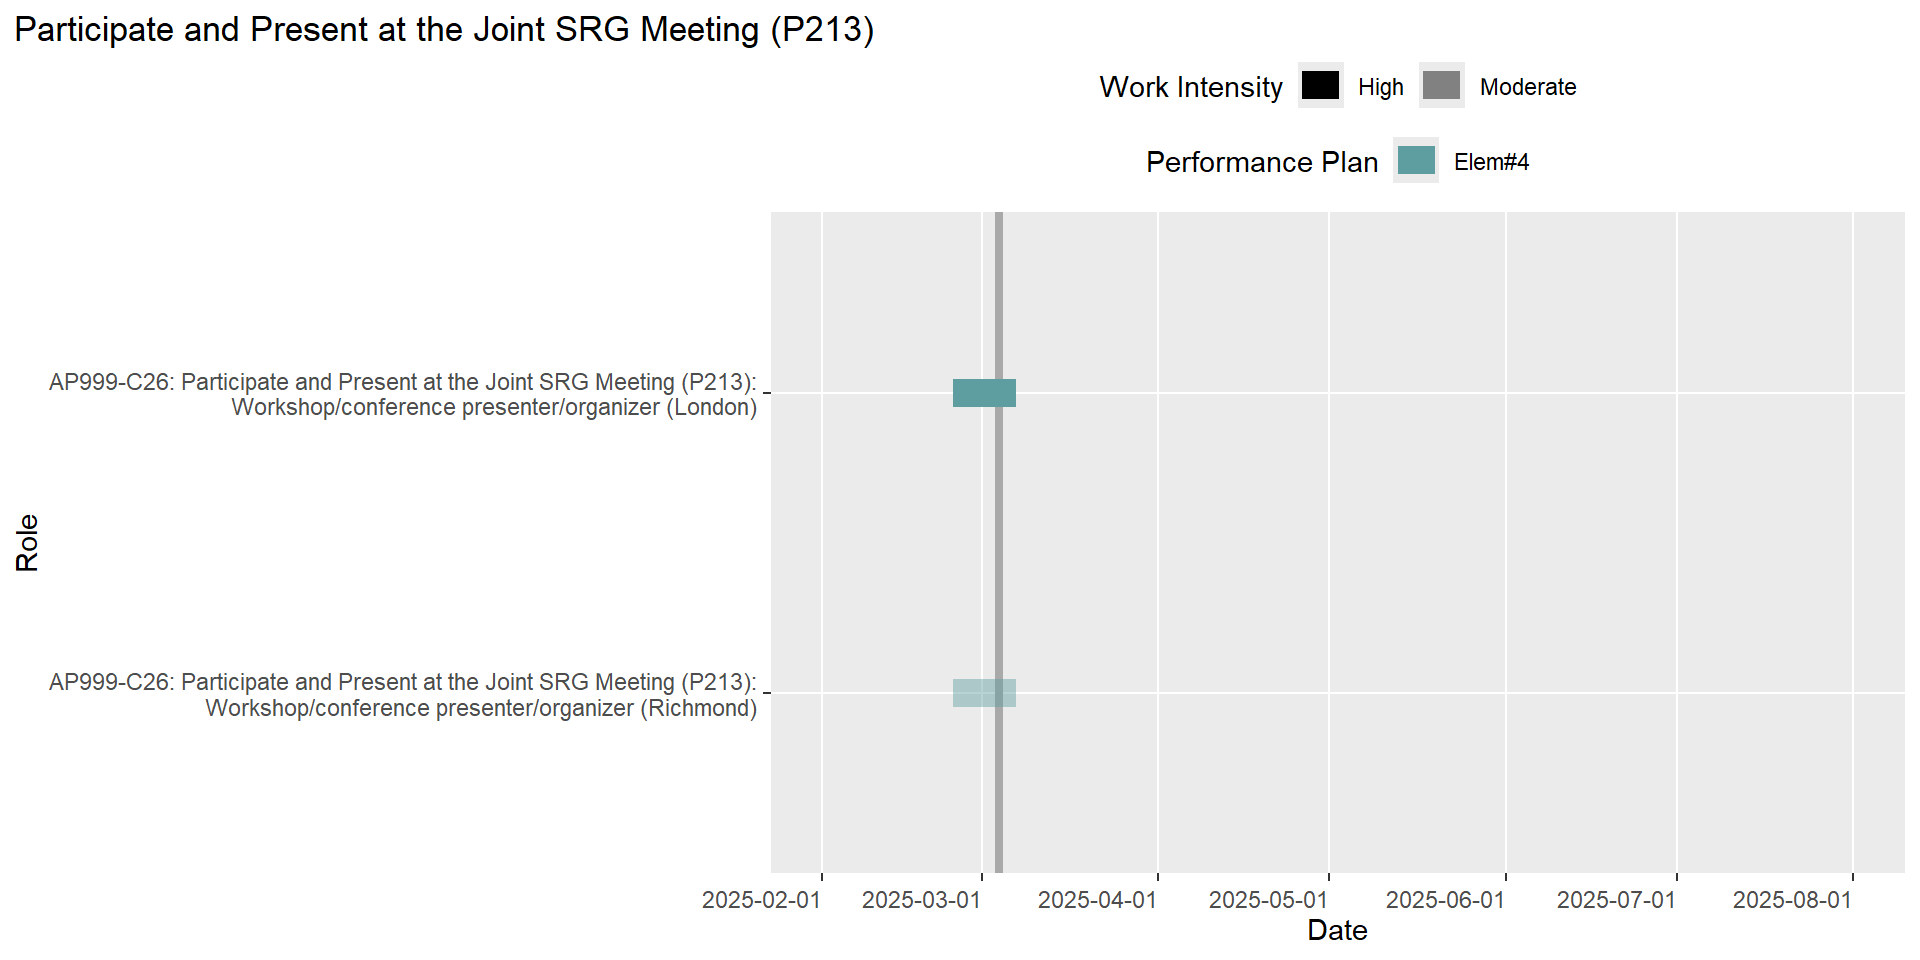 Participate and Present at the Joint SRG Meeting (P213)
Work Intensity High Moderate
Performance Plan Elem#4
AP999-C26: Participate and Present at the Joint SRG Meeting (P213):
Workshop/conference presenter/organizer (London)
Role
AP999-C26: Participate and Present at the Joint SRG Meeting (P213):
Workshop/conference presenter/organizer (Richmond)
2025-02-01 2025-03-01 2025-04-01 2025-05-01 2025-06-01 2025-07-01 2025-08-01
Date